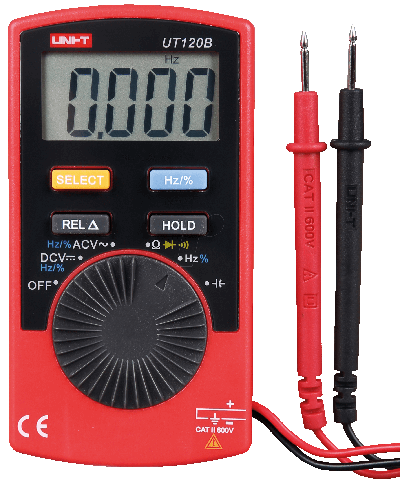 UNI-T
UT120B
Hz
0.000
SELECT
Hz/%
REL Δ
HOLD
Hz/% ACV~
Ω
DCV
Hz/%
Hz%
OFF
CE
+
−
CAT II 600V
CAT II 600V
UNI-T